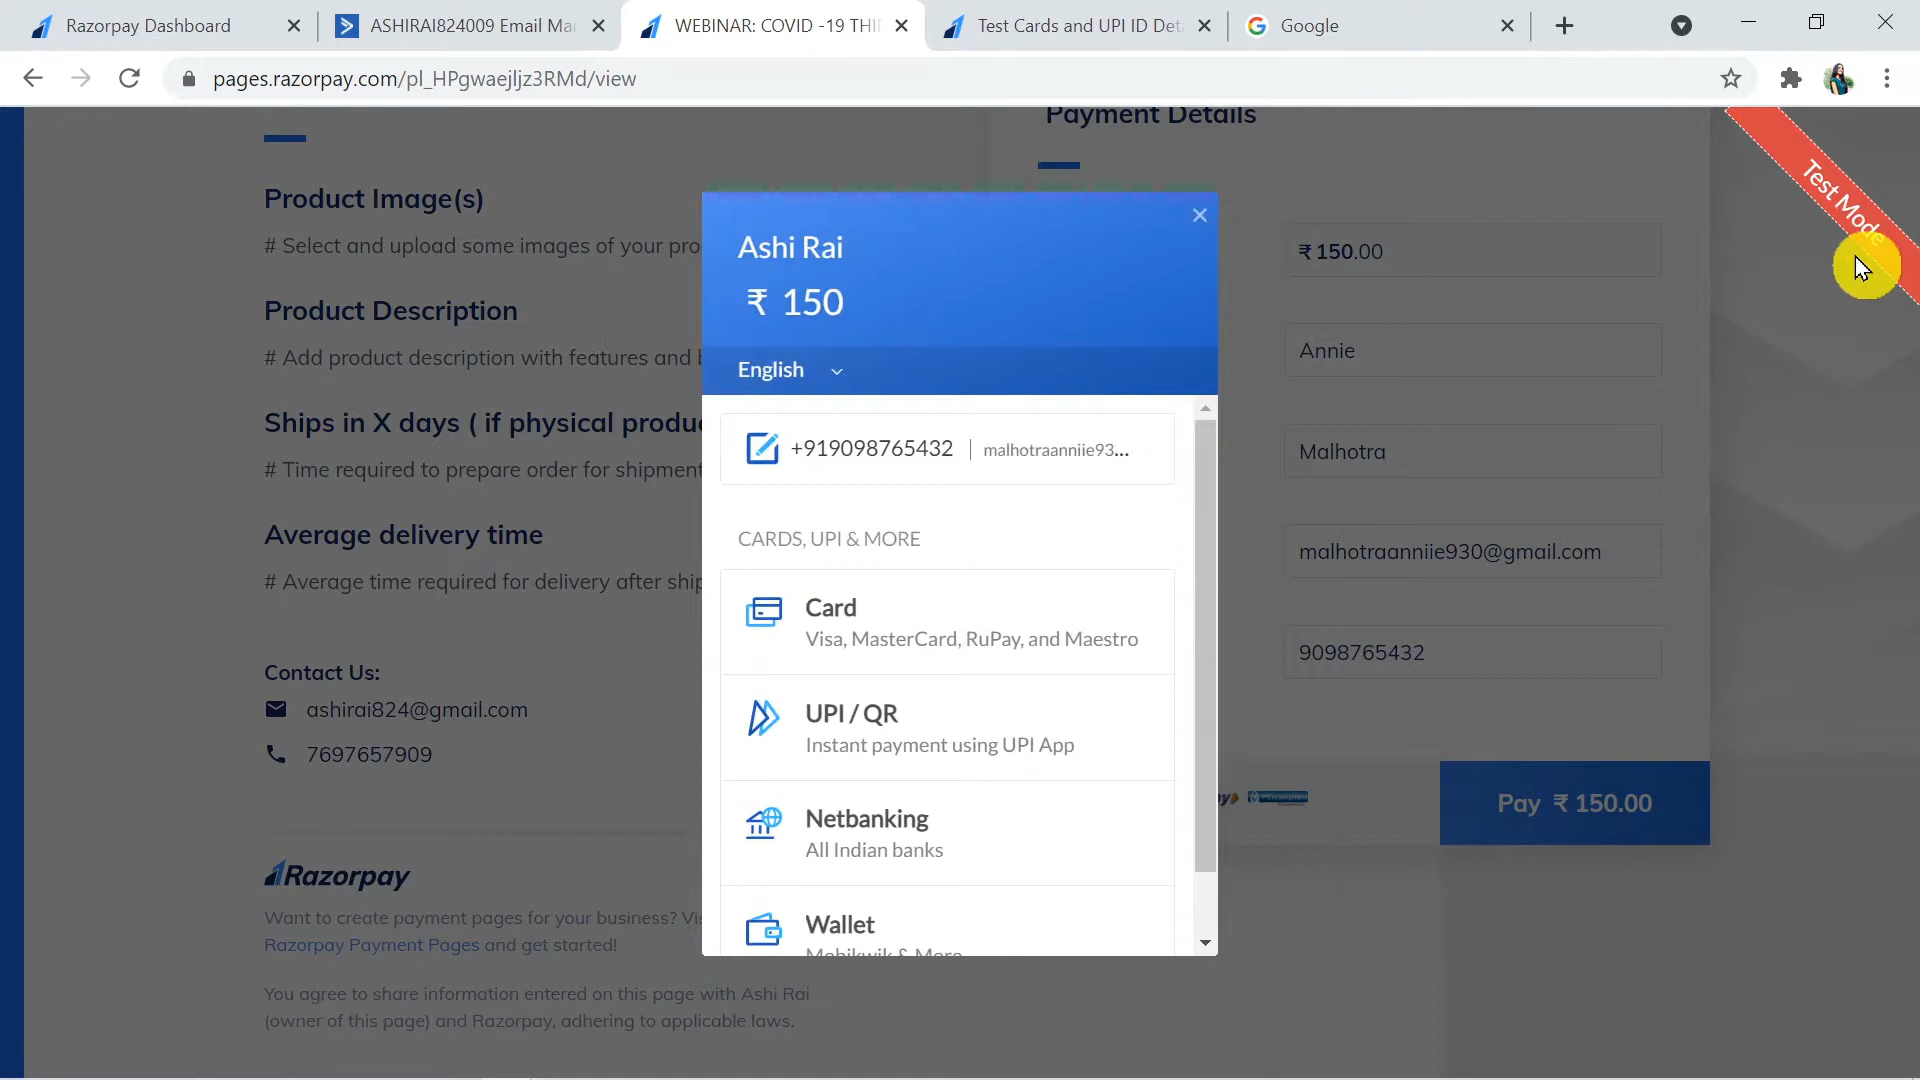 Razorpay Dashboard
ASHIRAI824009 Email Ma
WEBINAR: COVID -19 THI
Test Cards and UPI ID Det
Google
pages.razorpay.com/pl_HPgwaejljz3RMd/view
Payment Details
Test Mode
Product Image(s)
# Select and upload some images of your pro
Product Description
# Add product description with features and
Ships in X days ( if physical produ
# Time required to prepare order for shipment
Average delivery time
# Average time required for delivery after ship
Contact Us:
ashirai824@gmail.com
7697657909
Razorpay
Want to create payment pages for your business? Vi
Razorpay Payment Pages and get started!
You agree to share information entered on this page with Ashi Rai
(owner of this page) and Razorpay, adhering to applicable laws.
Ashi Rai
₹ 150
English
+919098765432 | malhotraanniie93...
CARDS, UPI & MORE
Card
Visa, MasterCard, RuPay, and Maestro
UPI / QR
Instant payment using UPI App
Netbanking
All Indian banks
Wallet
Mobikwik & More
₹ 150.00
Annie
Malhotra
malhotraanniie930@gmail.com
9098765432
Pay ₹ 150.00